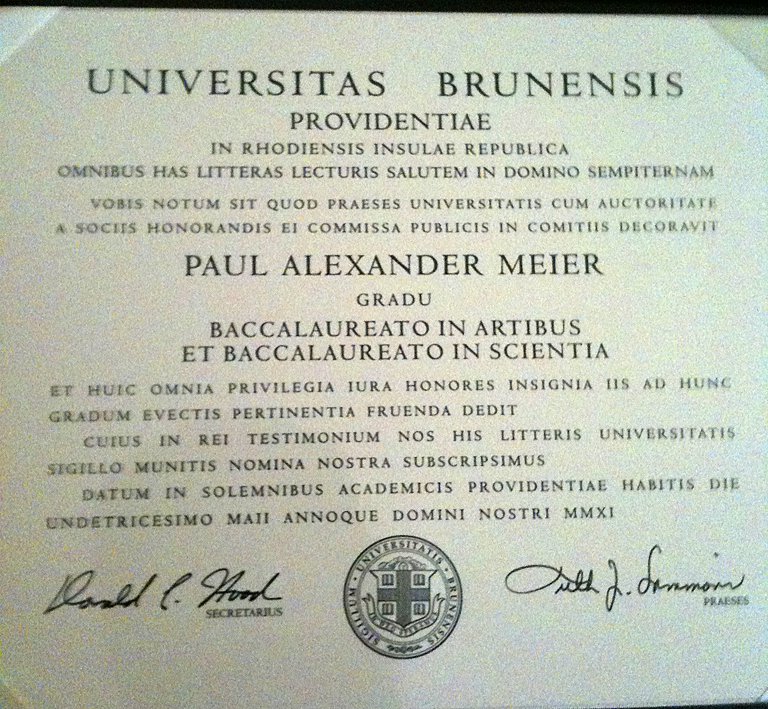 UNIVERSITAS BRUNENSIS
PROVIDENTIAE
IN RHODIENSIS INSULAE REPUBLICA
OMNIBUS HAS LITTERAS LECTURIS SALUTEM IN DOMINO SEMPITERNAM
VOBIS NOTUM SIT QUOD PRAESES UNIVERSITATIS CUM AUCTORITATE
A SOCIIS HONORANDIS EI COMMISSA PUBLICIS IN COMITIIS DECORAVIT
PAUL ALEXANDER MEIER
GRADU
BACCALAUREATO IN ARTIBUS
ET BACCALAUREATO IN SCIENTIA
ET HUIC OMNIA PRIVILEGIA IURA HONORES INSIGNIA IIS AD HUNC
GRADUM EVECTIS PERTINENTIA FRUENDA DEDIT
CUIUS IN REI TESTIMONIUM NOS HIS LITTERIS UNIVERSITATIS
SIGILLO MUNITIS NOMINA NOSTRA SUBSCRIPSIMUS
DATUM IN SOLEMNIBUS ACADEMICIS PROVIDENTIAE HABITIS DIE
UNDETRICESIMO MAII ANNOQUE DOMINI NOSTRI MMXI
Donald C. Hood
SECRETARIUS
SIGILLUM UNIVERSITATIS BRUNENSIS
Ruth J. Simmons
PRAESES